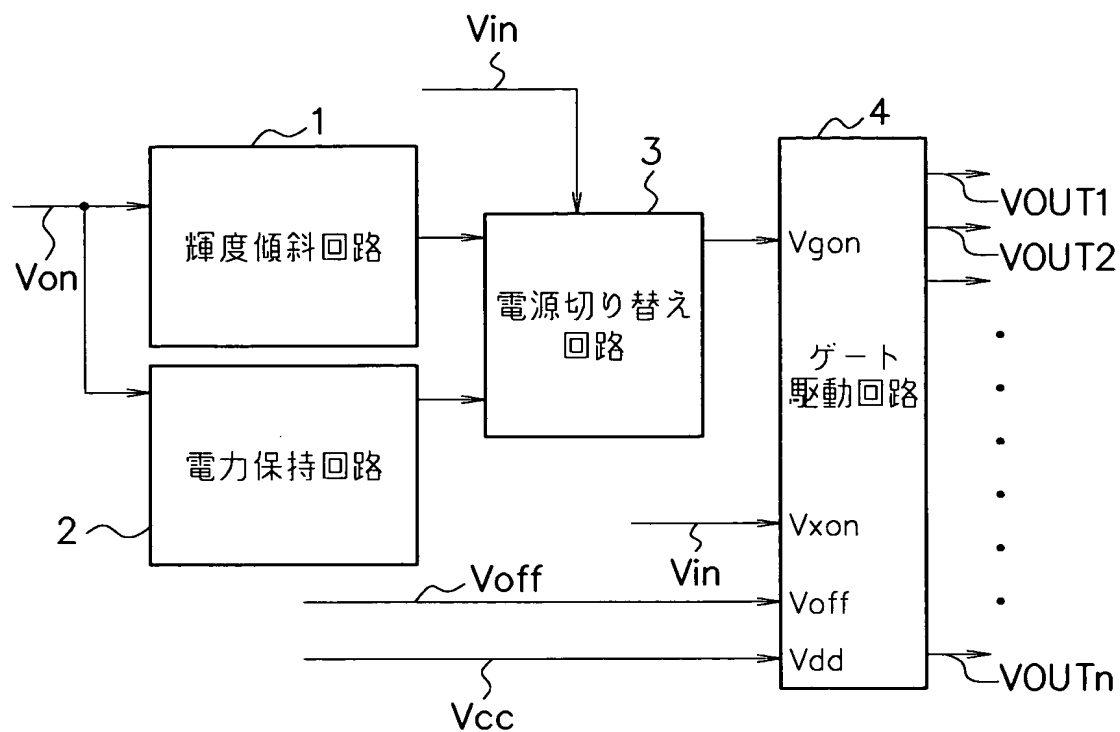 Vin
1
4
3
VOUT1
輝度傾斜回路
Vgon
VOUT2
Von
電源切り替え
回路
ゲート
駆動回路
電力保持回路
2
Vxon
Vin
Voff
Voff
Vdd
VOUTn
Vcc